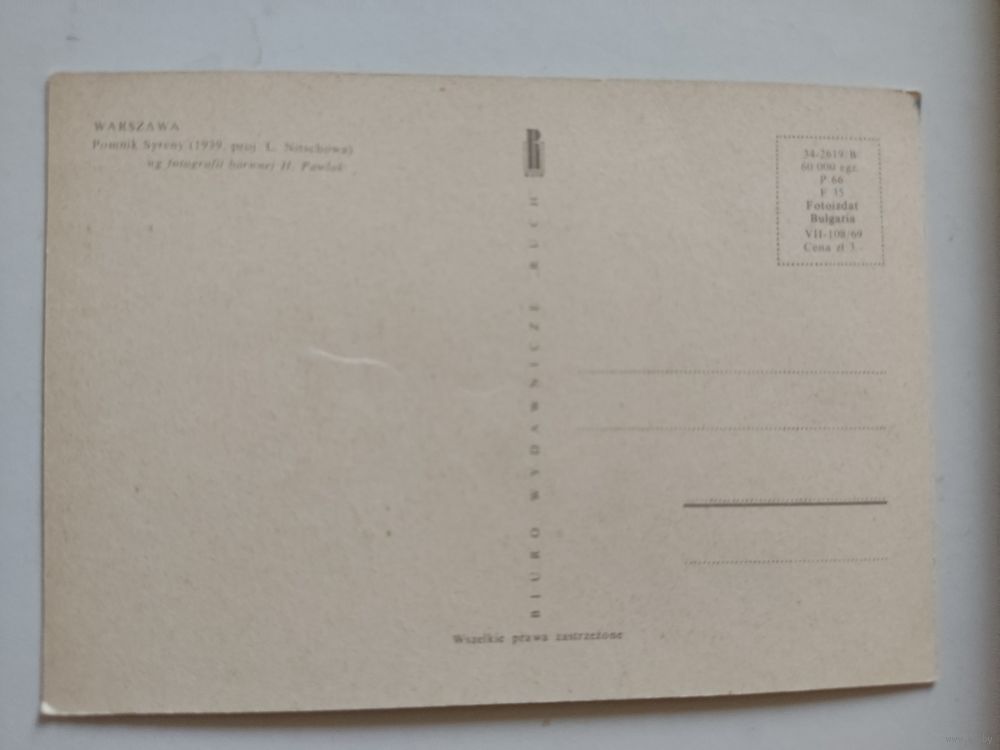 WARSZAWA
Pomnik Syreny (1939, proj. L. Nitschowa)
wg fotografii barwnej H. Pawlak
BIURO WYDAWNICZE RUCH
34-2619/B
60 000 egz.
P 66
F 35
Fotoizdat
Bulgaria
VII-108/69
Cena zł 3.-
Wszelkie prawa zastrzeżone